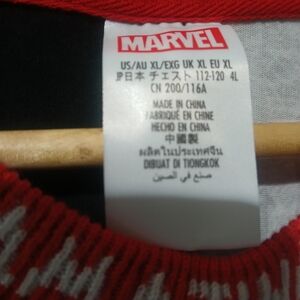 MARVEL
US/AU XL/EXG UK XL EU XL
JP日本 チェスト 112-120 4L
CN 200/116A
MADE IN CHINA
FABRIQUÉ EN CHINE
HECHO EN CHINA
中國製
ผลิตในประเทศจีน
DIBUAT DI TIONGKOK
صنع في الصين